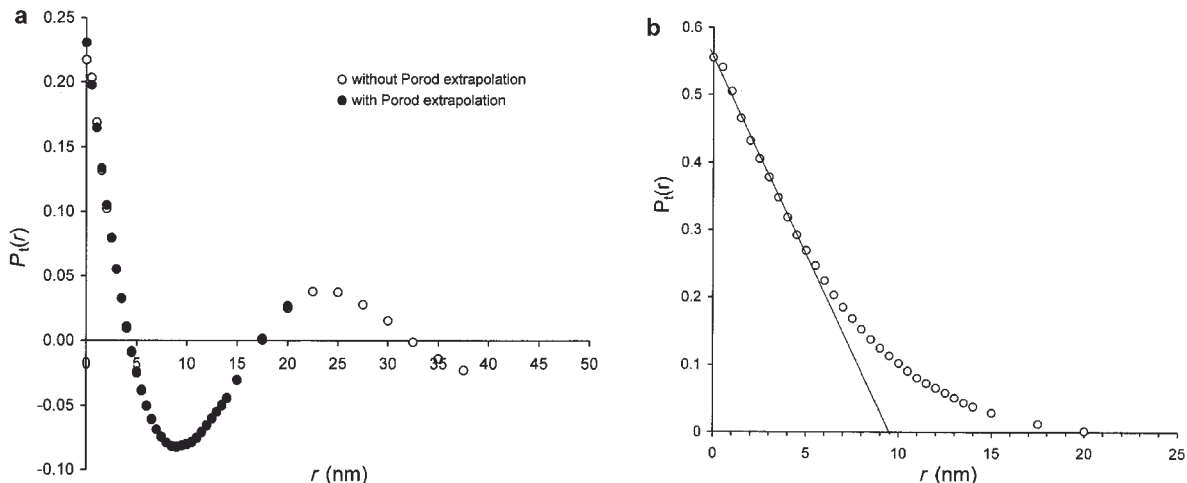 a
0.25
0.20
0.15
0.10
0.05
0.00
-0.05
-0.10
0 5 10 15 20 25 30 35 40 45 50
Pt(r)
r (nm)
without Porod extrapolation
with Porod extrapolation
b
0.6
0.5
0.4
0.3
0.2
0.1
0
0 5 10 15 20 25
Pt(r)
r (nm)